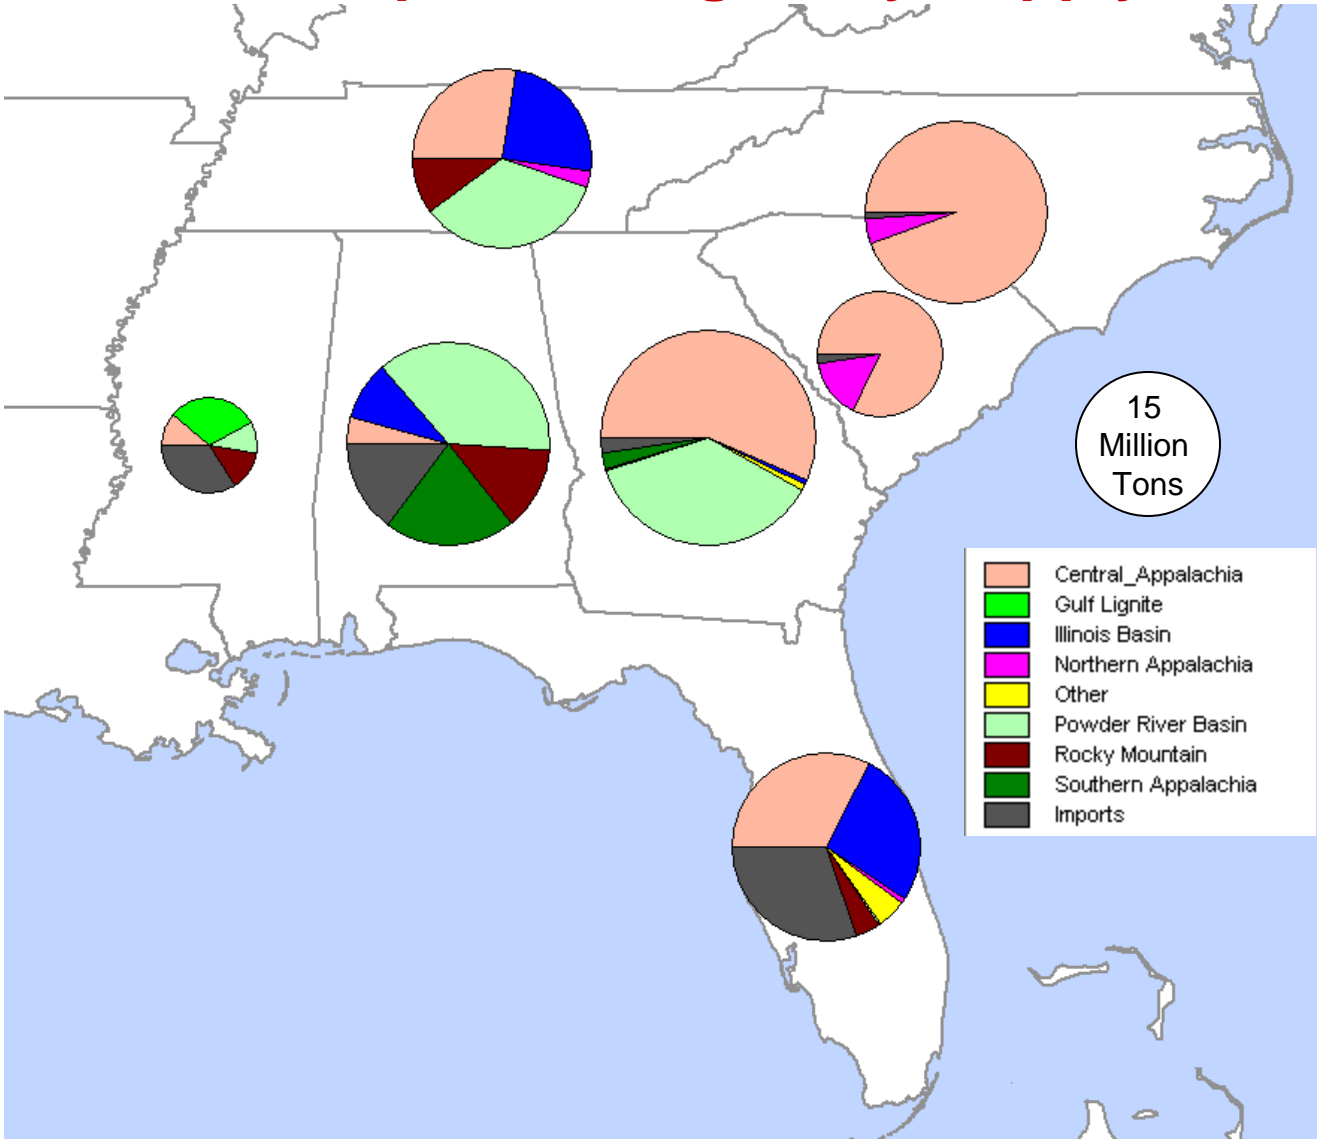 15
Million
Tons
Central_Appalachia
Gulf Lignite
Illinois Basin
Northern Appalachia
Other
Powder River Basin
Rocky Mountain
Southern Appalachia
Imports